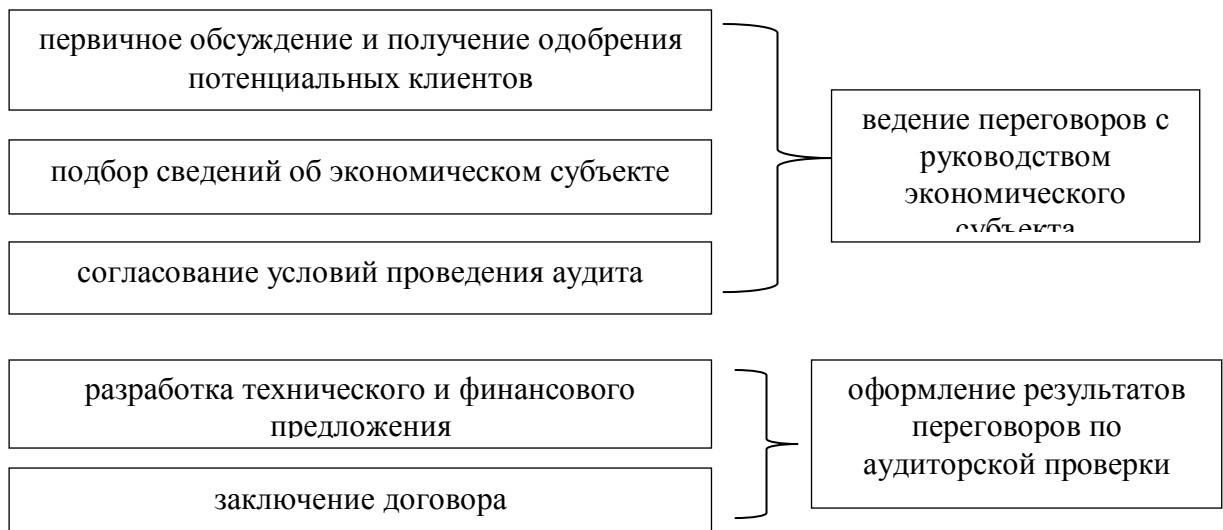 первичное обсуждение и получение одобрения
потенциальных клиентов
подбор сведений об экономическом субъекте
согласование условий проведения аудита
ведение переговоров с
руководством
экономического
субъекта
разработка технического и финансового
предложения
заключение договора
оформление результатов
переговоров по
аудиторской проверки